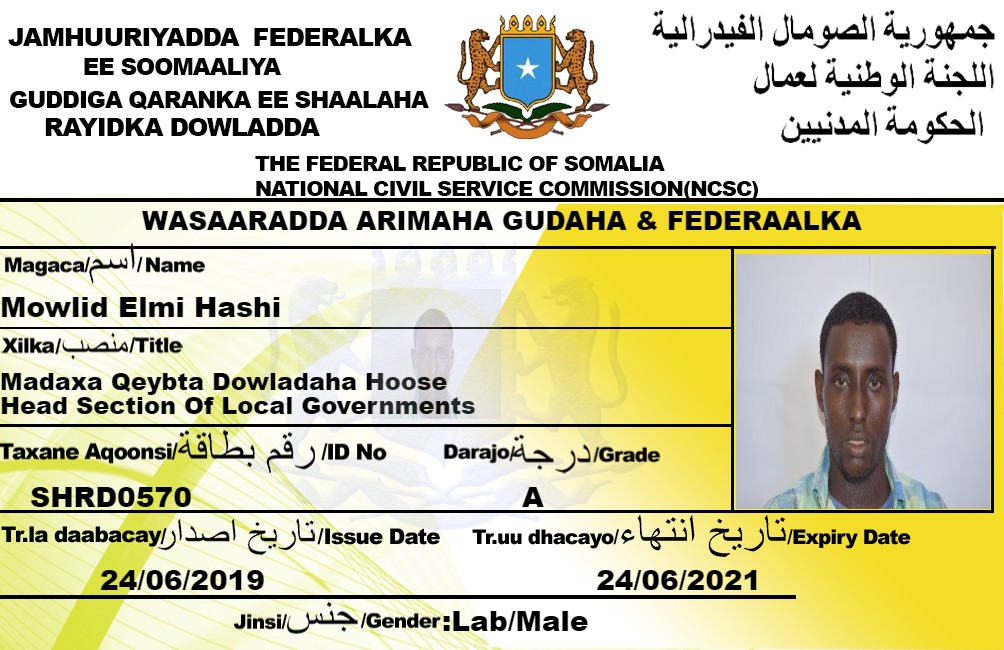 JAMHUURIYADDA FEDERALKA
EE SOOMAALIYA
GUDDIGA QARANKA EE SHAALAHA
RAYIDKA DOWLADDA
جمهورية الصومال الفيدرالية
اللجنة الوطنية لعمال
الحكومة المدنيين
THE FEDERAL REPUBLIC OF SOMALIA
NATIONAL CIVIL SERVICE COMMISSION(NCSC)
WASAARADDA ARIMAHA GUDAHA & FEDERAALKA
Magaca/اسم/Name
Mowlid Elmi Hashi
Xilka/منصب/Title
Madaxa Qeybta Dowladaha Hoose
Head Section Of Local Governments
Taxane Aqoonsi/رقم بطاقة/ID No Darajo/درجة/Grade
SHRD0570 A
Tr.la daabacay/تاريخ اصدار/Issue Date Tr.uu dhacayo/تاريخ انتهاء/Expiry Date
24/06/2019 24/06/2021
Jinsi/جنس/Gender:Lab/Male